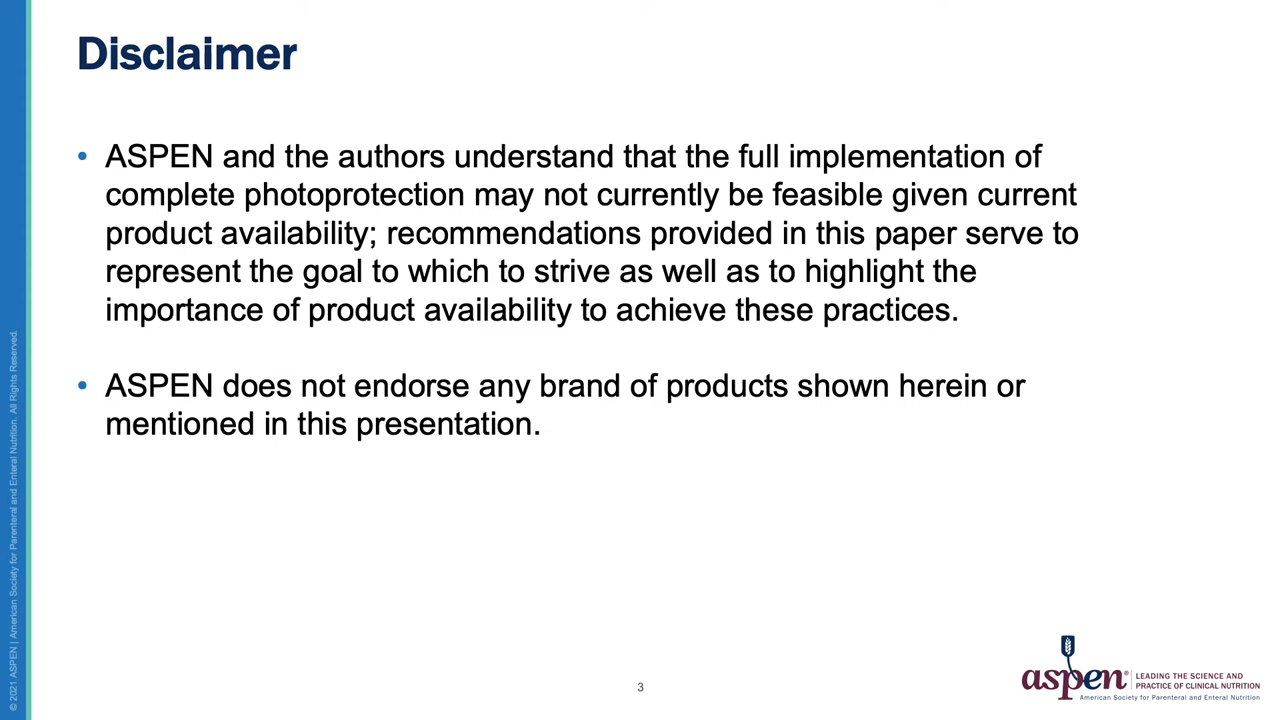 Disclaimer
• ASPEN and the authors understand that the full implementation of
complete photoprotection may not currently be feasible given current
product availability; recommendations provided in this paper serve to
represent the goal to which to strive as well as to highlight the
importance of product availability to achieve these practices.
• ASPEN does not endorse any brand of products shown herein or
mentioned in this presentation.
© 2021 ASPEN | American Society for Parenteral and Enteral Nutrition. All Rights Reserved.
3
aspen®
LEADING THE SCIENCE AND
PRACTICE OF CLINICAL NUTRITION
American Society for Parenteral and Enteral Nutrition